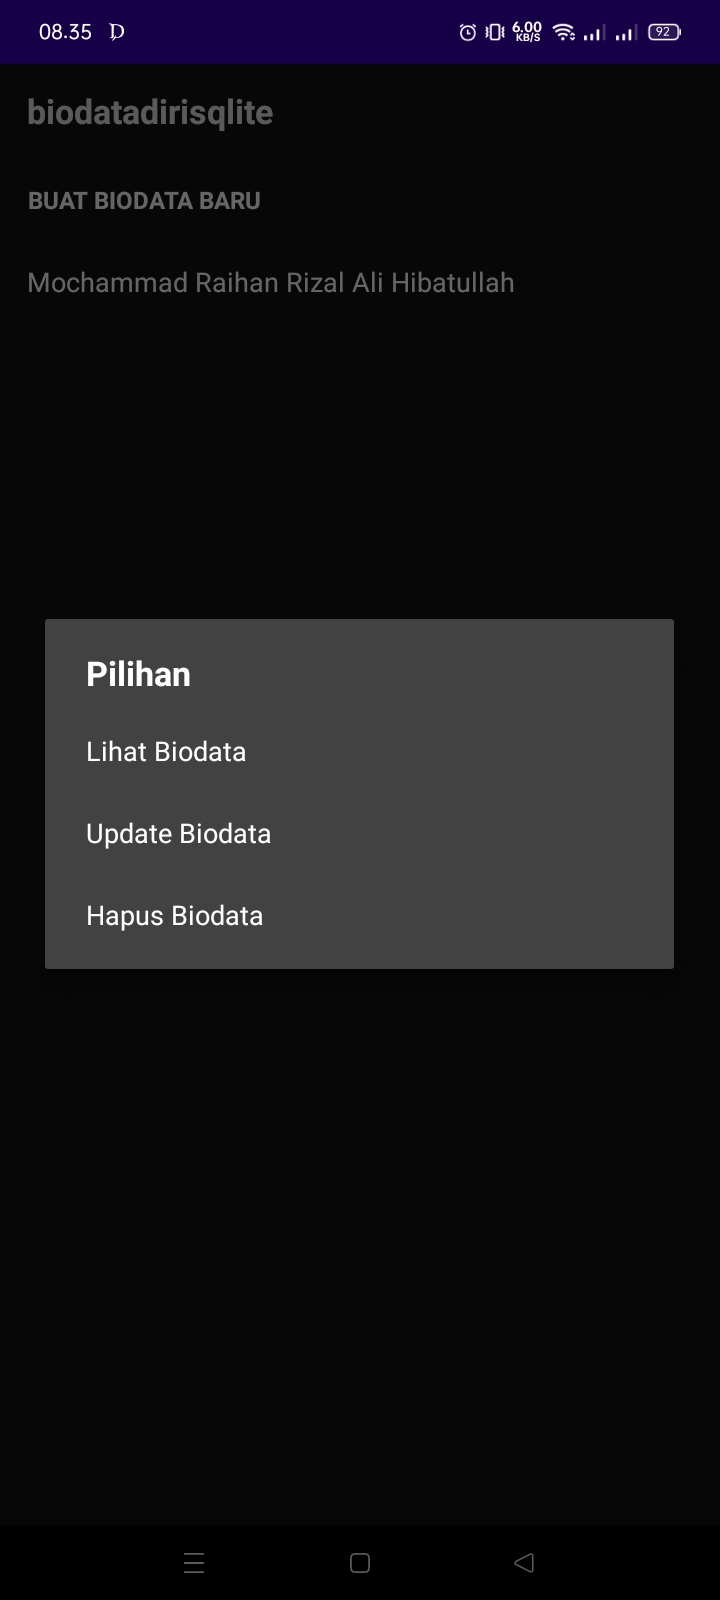 08.35 D 6.00 KB/S 92
biodatadirisqlite
BUAT BIODATA BARU
Mochammad Raihan Rizal Ali Hibatullah
Pilihan
Lihat Biodata
Update Biodata
Hapus Biodata